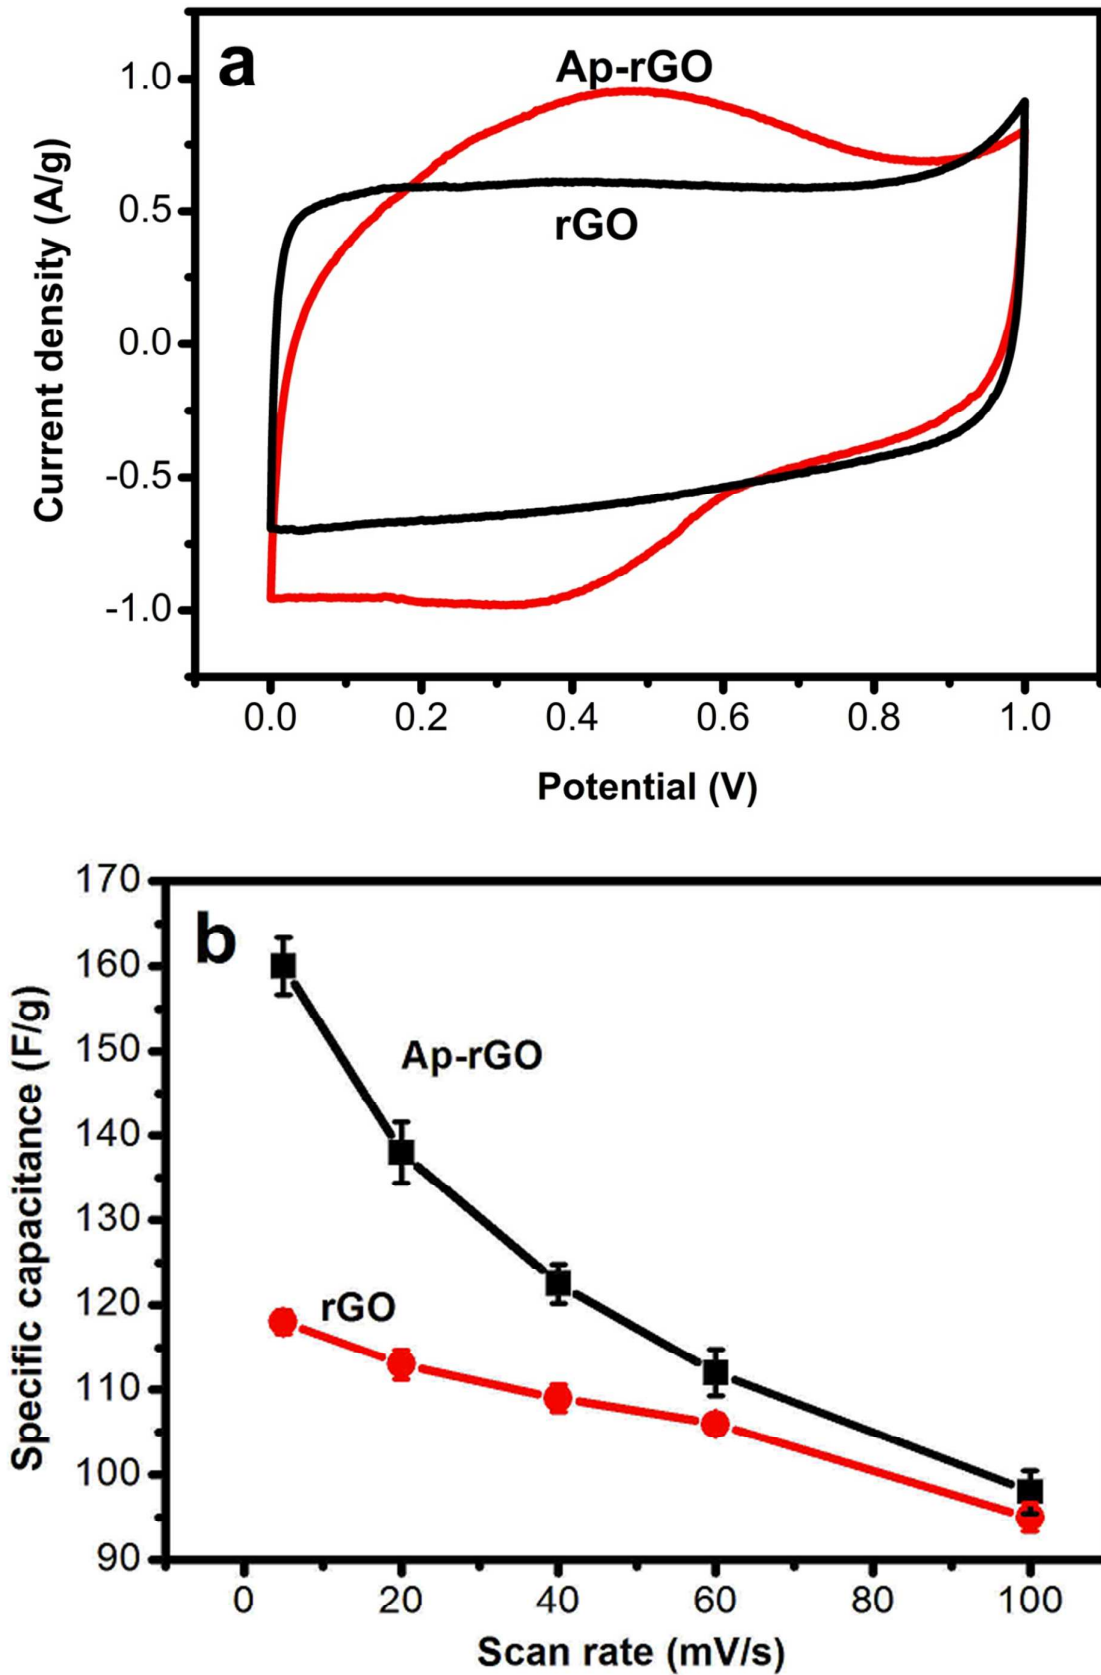 a
Ap-rGO
rGO
1.0
0.5
0.0
-0.5
-1.0
Current density (A/g)
0.0 0.2 0.4 0.6 0.8 1.0
Potential (V)
b
Ap-rGO
rGO
170
160
150
140
130
120
110
100
90
Specific capacitance (F/g)
0 20 40 60 80 100
Scan rate (mV/s)